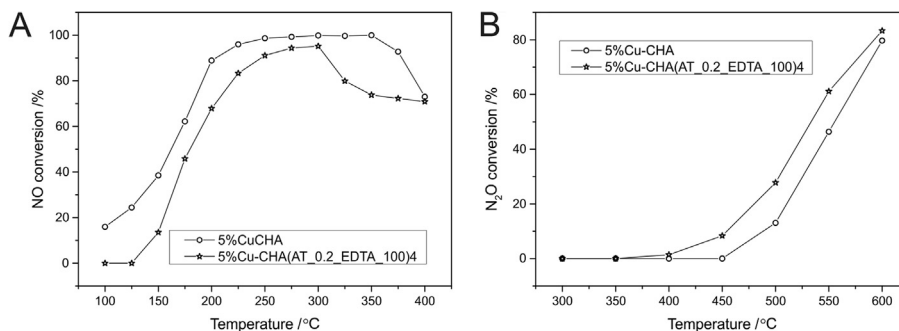 A
NO conversion /%
100
80
60
40
20
0
5%CuCHA
5%Cu-CHA(AT_0.2_EDTA_100)4
100 150 200 250 300 350 400
Temperature /°C
B
N₂O conversion /%
80
60
40
20
0
5%Cu-CHA
5%Cu-CHA(AT_0.2_EDTA_100)4
300 350 400 450 500 550 600
Temperature /°C